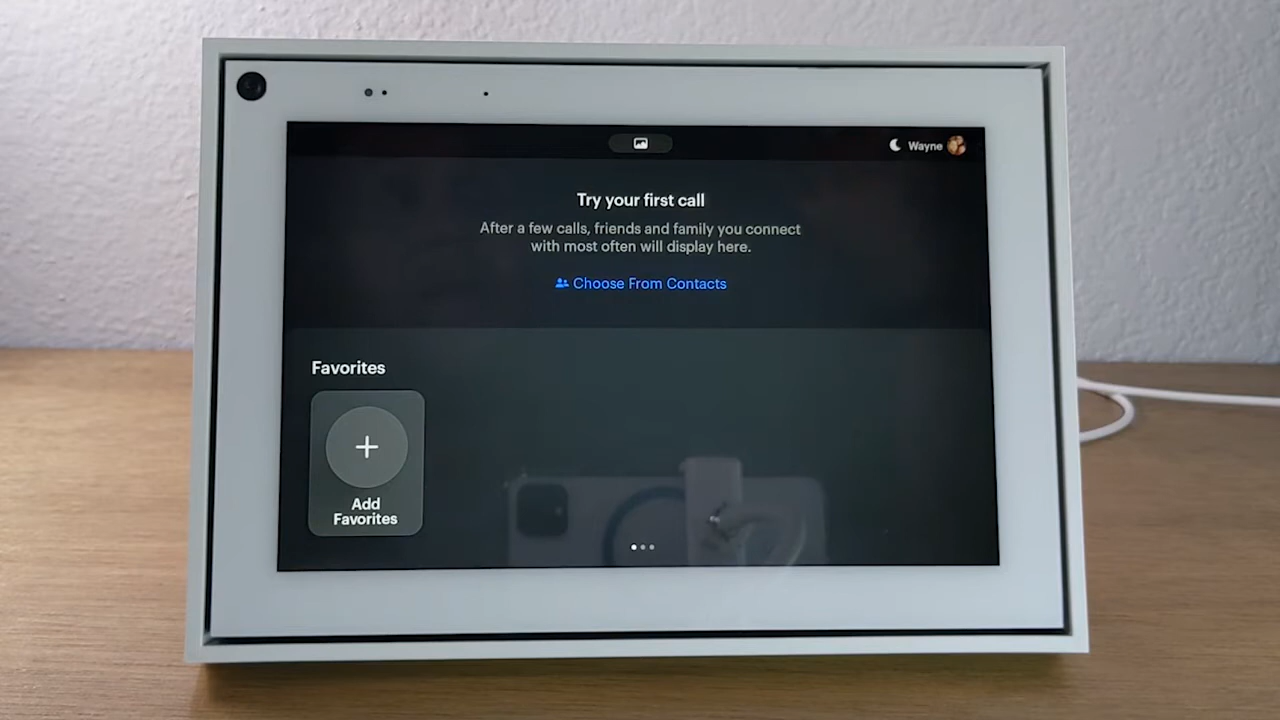 Wayne
Try your first call
After a few calls, friends and family you connect
with most often will display here.
Choose From Contacts
Favorites
Add
Favorites